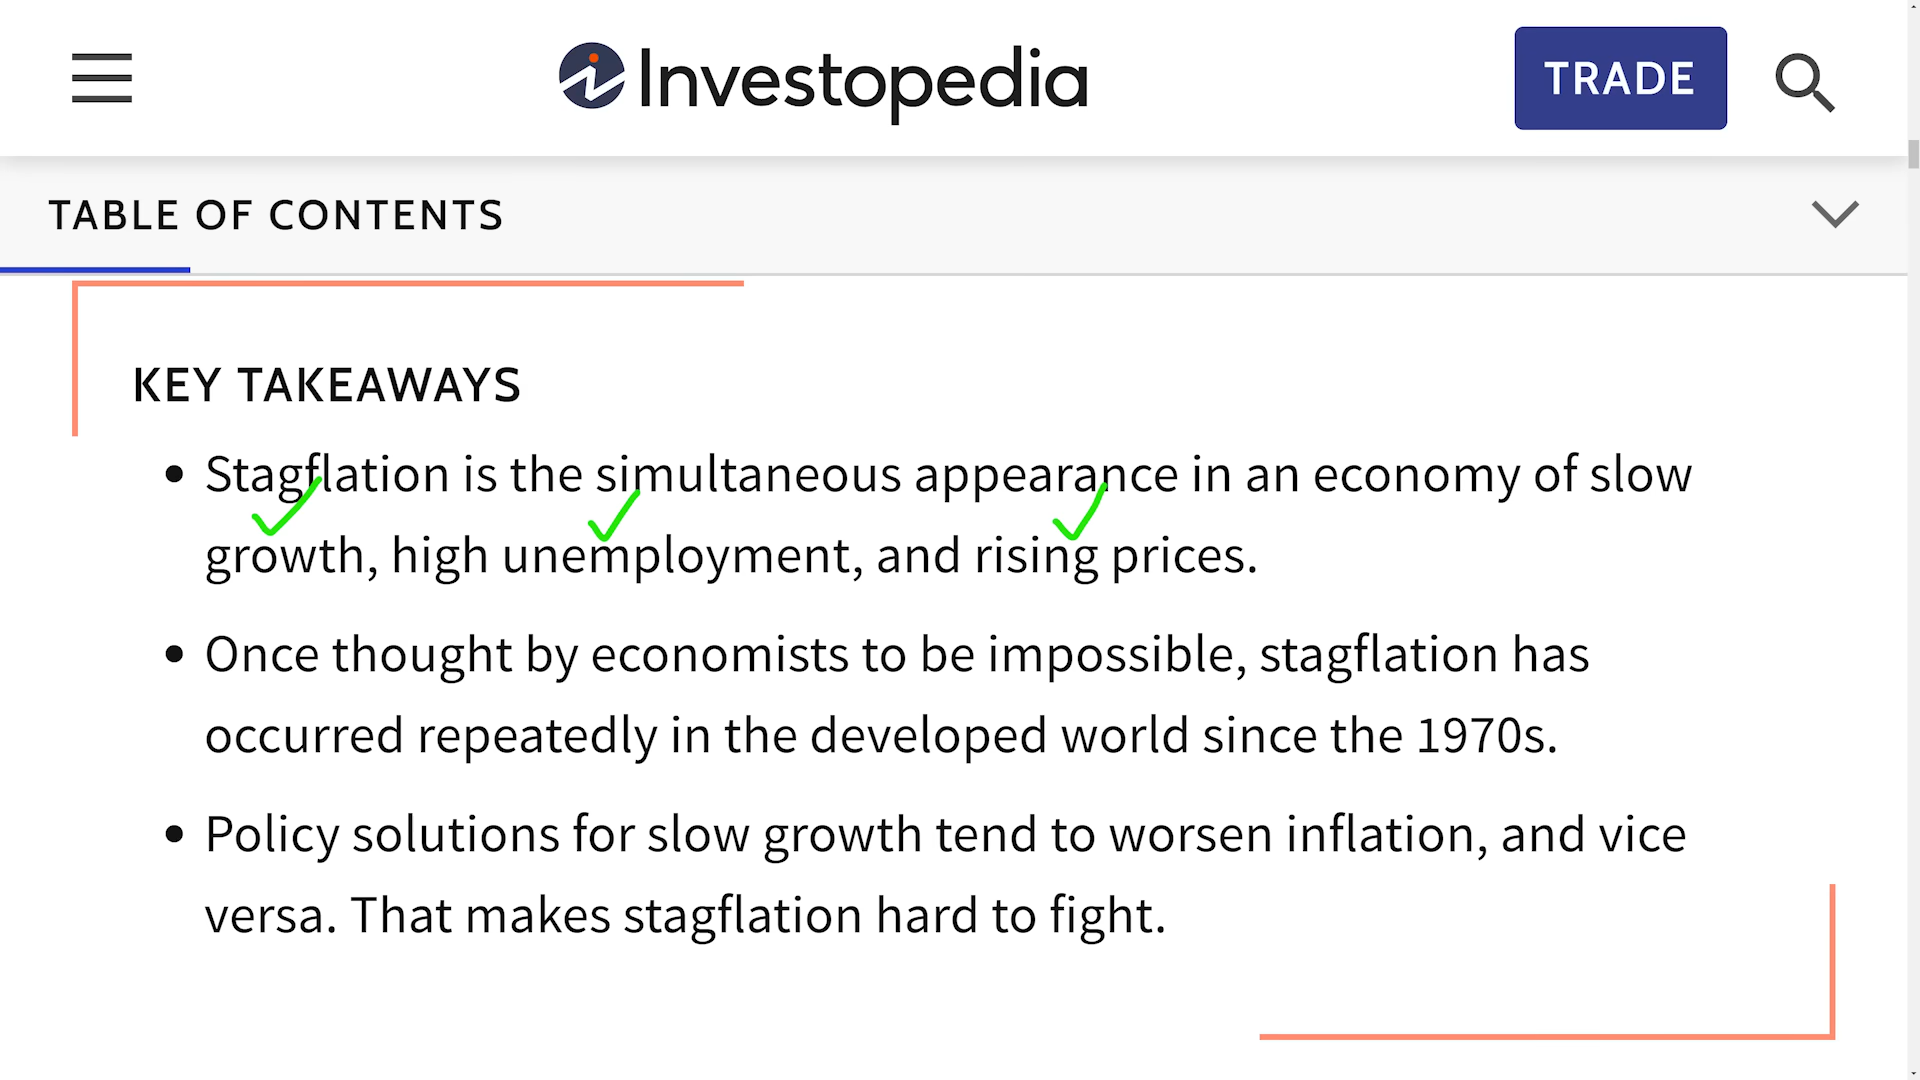 Investopedia
TRADE
TABLE OF CONTENTS
KEY TAKEAWAYS
• Stagflation is the simultaneous appearance in an economy of slow
growth, high unemployment, and rising prices.
• Once thought by economists to be impossible, stagflation has
occurred repeatedly in the developed world since the 1970s.
• Policy solutions for slow growth tend to worsen inflation, and vice
versa. That makes stagflation hard to fight.